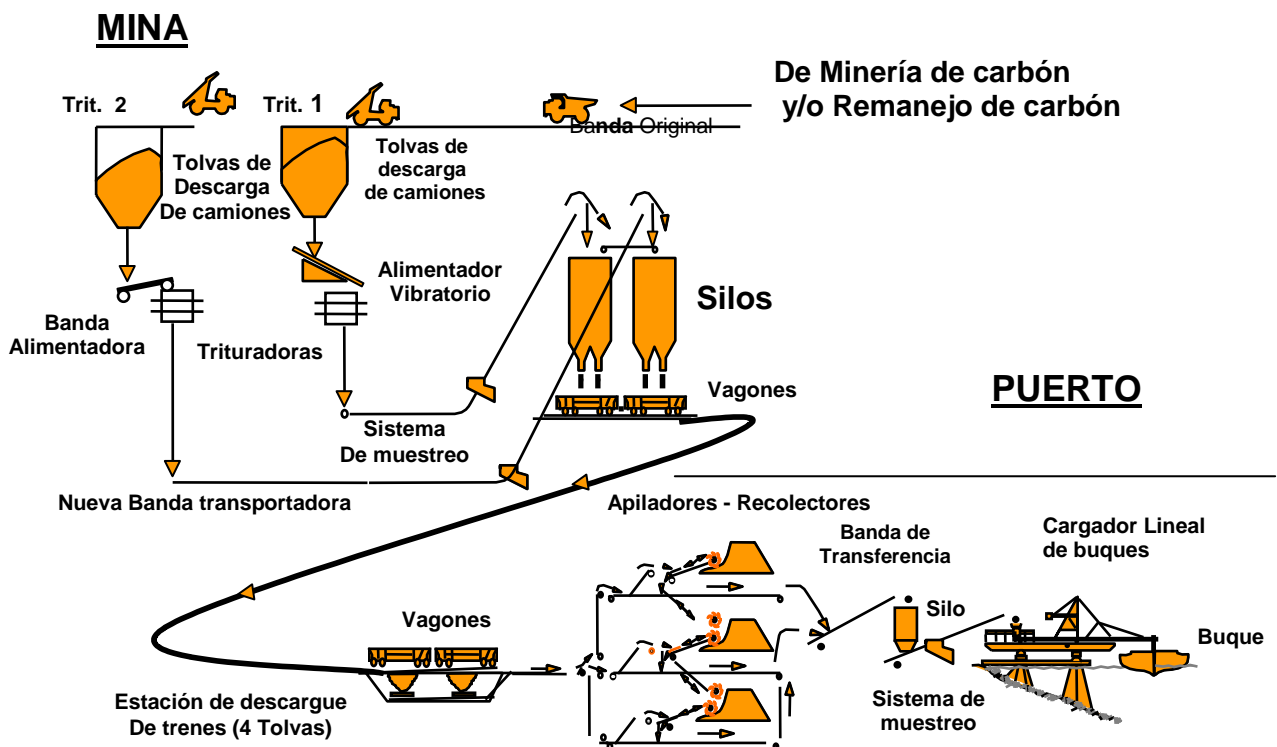 MINA
De Minería de carbón
y/o Remanejo de carbón
Trit. 2
Trit. 1
Banda Original
Tolvas de
Descarga
De camiones
Tolvas de
descarga
de camiones
Alimentador
Vibratorio
Silos
Banda
Alimentadora
Trituradoras
Vagones
PUERTO
Sistema
De muestreo
Nueva Banda transportadora
Apiladores - Recolectores
Banda de
Transferencia
Cargador Lineal
de buques
Silo
Vagones
Buque
Estación de descargue
De trenes (4 Tolvas)
Sistema de
muestreo